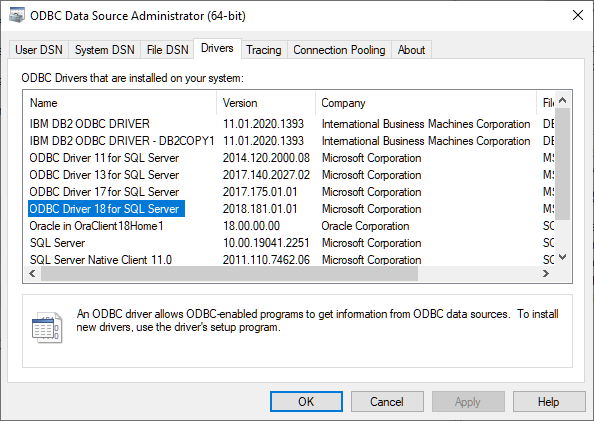 ODBC Data Source Administrator (64-bit)
User DSN System DSN File DSN Drivers Tracing Connection Pooling About
ODBC Drivers that are installed on your system:
Name Version Company File
IBM DB2 ODBC DRIVER 11.01.2020.1393 International Business Machines Corporation DB
IBM DB2 ODBC DRIVER - DB2COPY1 11.01.2020.1393 International Business Machines Corporation DB
ODBC Driver 11 for SQL Server 2014.120.2000.08 Microsoft Corporation MS
ODBC Driver 13 for SQL Server 2017.140.2027.02 Microsoft Corporation MS
ODBC Driver 17 for SQL Server 2017.175.01.01 Microsoft Corporation MS
ODBC Driver 18 for SQL Server 2018.181.01.01 Microsoft Corporation MS
Oracle in OraClient18Home1 18.00.00.00 Oracle Corporation SQ
SQL Server 10.00.19041.2251 Microsoft Corporation SQ
SQL Server Native Client 11.0 2011.110.7462.06 Microsoft Corporation SQ
An ODBC driver allows ODBC-enabled programs to get information from ODBC data sources. To install
new drivers, use the driver's setup program.
OK Cancel Apply Help